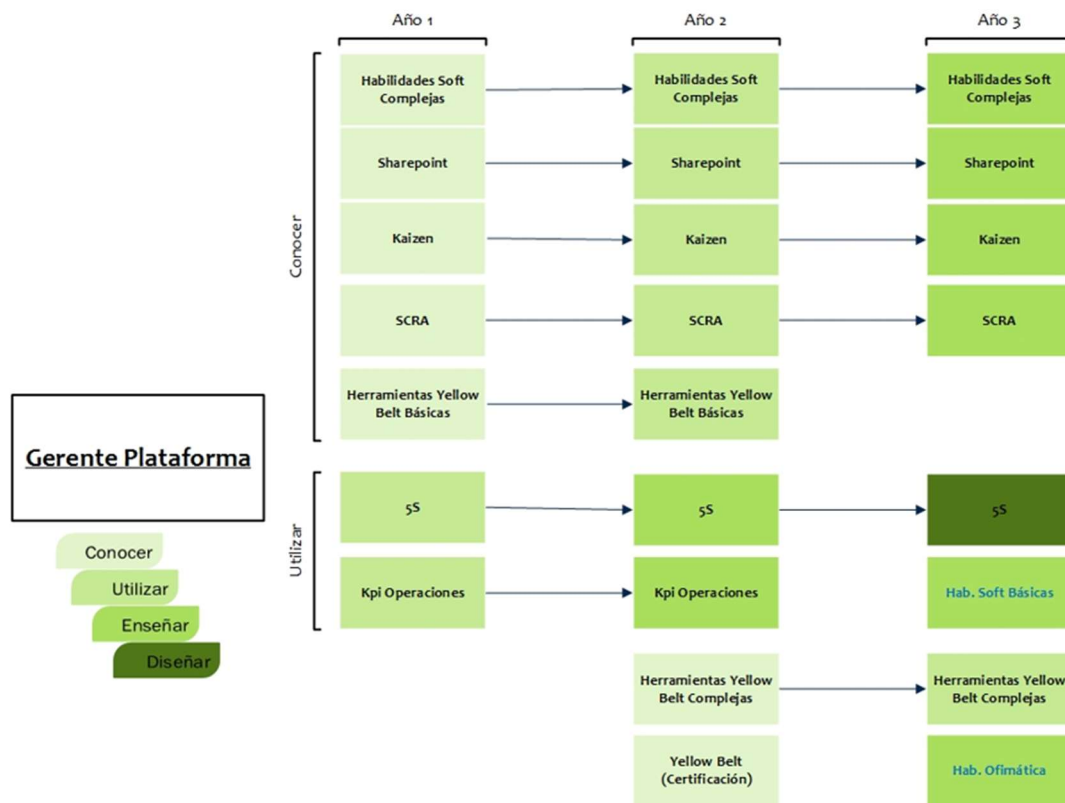 Año 1
Año 2
Año 3
Conocer
Habilidades Soft
Complejas
Habilidades Soft
Complejas
Habilidades Soft
Complejas
Sharepoint
Sharepoint
Sharepoint
Kaizen
Kaizen
Kaizen
SCRA
SCRA
SCRA
Herramientas Yellow
Belt Básicas
Herramientas Yellow
Belt Básicas
Gerente Plataforma
Utilizar
5S
5S
5S
Kpi Operaciones
Kpi Operaciones
Hab. Soft Básicas
Conocer
Utilizar
Enseñar
Diseñar
Herramientas Yellow
Belt Complejas
Herramientas Yellow
Belt Complejas
Yellow Belt
(Certificación)
Hab. Ofimática